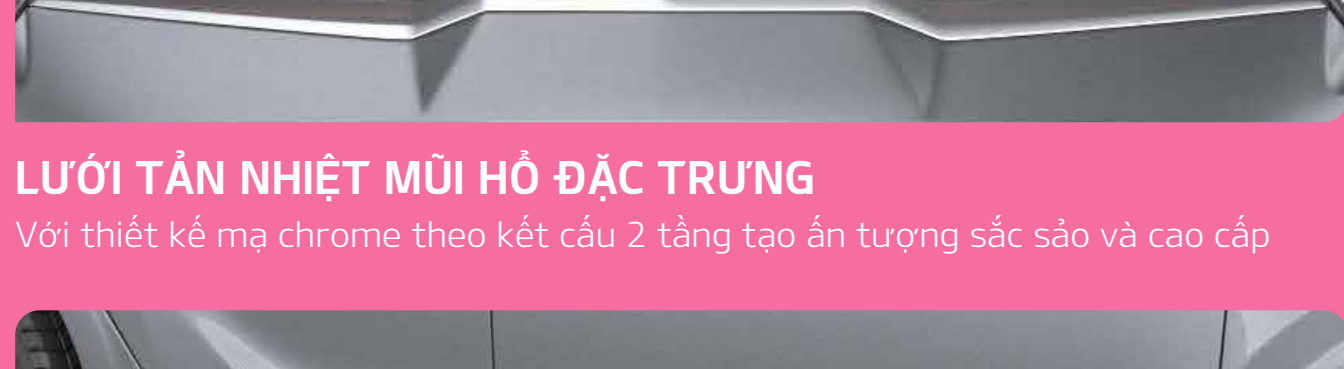 LƯỚI TẢN NHIỆT MŨI HỔ ĐẶC TRƯNG
Với thiết kế mạ chrome theo kết cấu 2 tầng tạo ấn tượng sắc sảo và cao cấp